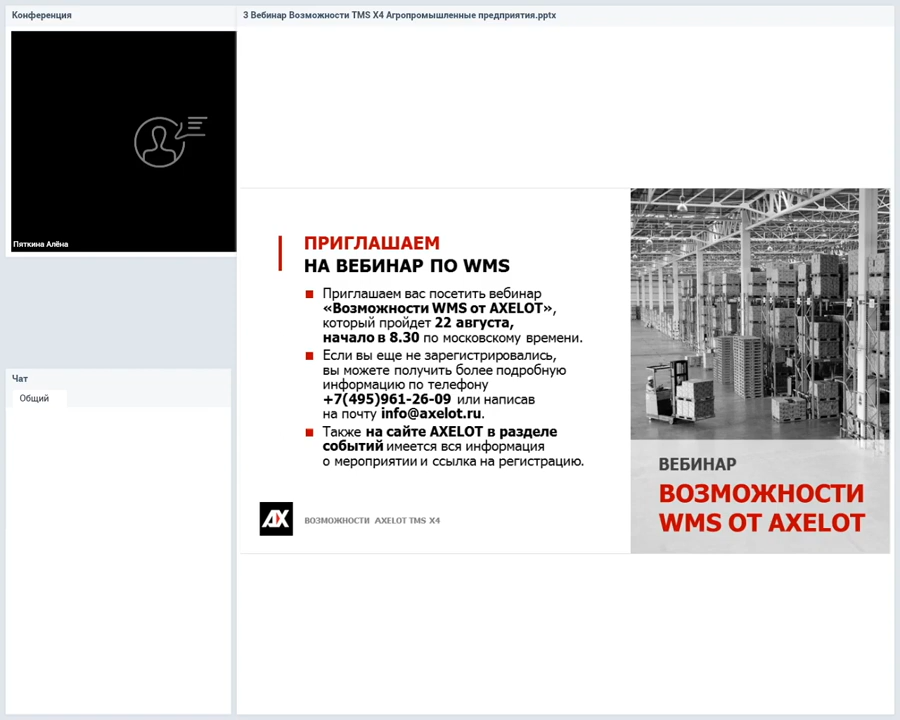 Конференция
3 Вебинар Возможности TMS X4 Агропромышленные предприятия.pptx
Пяткина Алёна
Чат
Общий
ПРИГЛАШАЕМ
НА ВЕБИНАР ПО WMS
Приглашаем вас посетить вебинар
«Возможности WMS от AXELOT»,
который пройдет 22 августа,
начало в 8.30 по московскому времени.
Если вы еще не зарегистрировались,
вы можете получить более подробную
информацию по телефону
+7(495)961-26-09 или написав
на почту info@axelot.ru.
Также на сайте AXELOT в разделе
событий имеется вся информация
о мероприятии и ссылка на регистрацию.
AX
ВОЗМОЖНОСТИ AXELOT TMS X4
ВЕБИНАР
ВОЗМОЖНОСТИ
WMS ОТ AXELOT